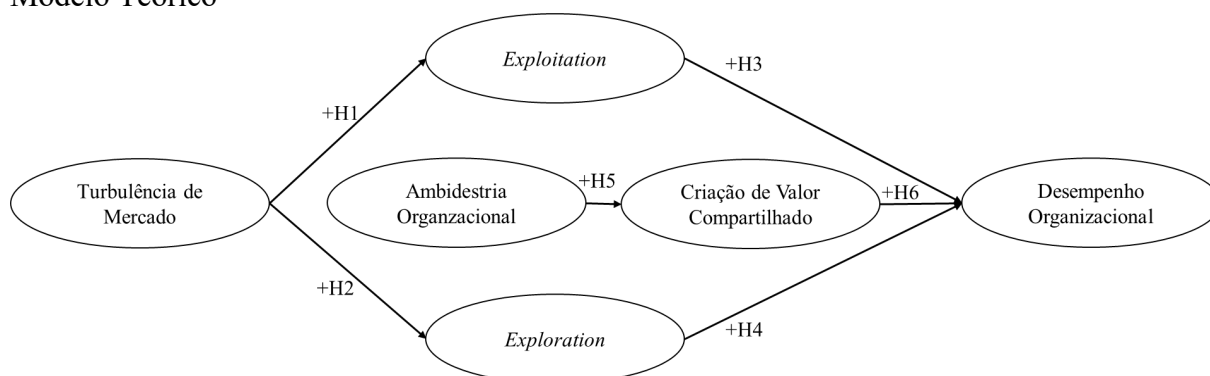 Modelo Teórico
Exploitation
+H3
+H1
Turbulência de
Mercado
Ambidestria
Organzacional
+H5
Criação de Valor
Compartilhado
+H6
Desempenho
Organizacional
+H2
Exploration
+H4